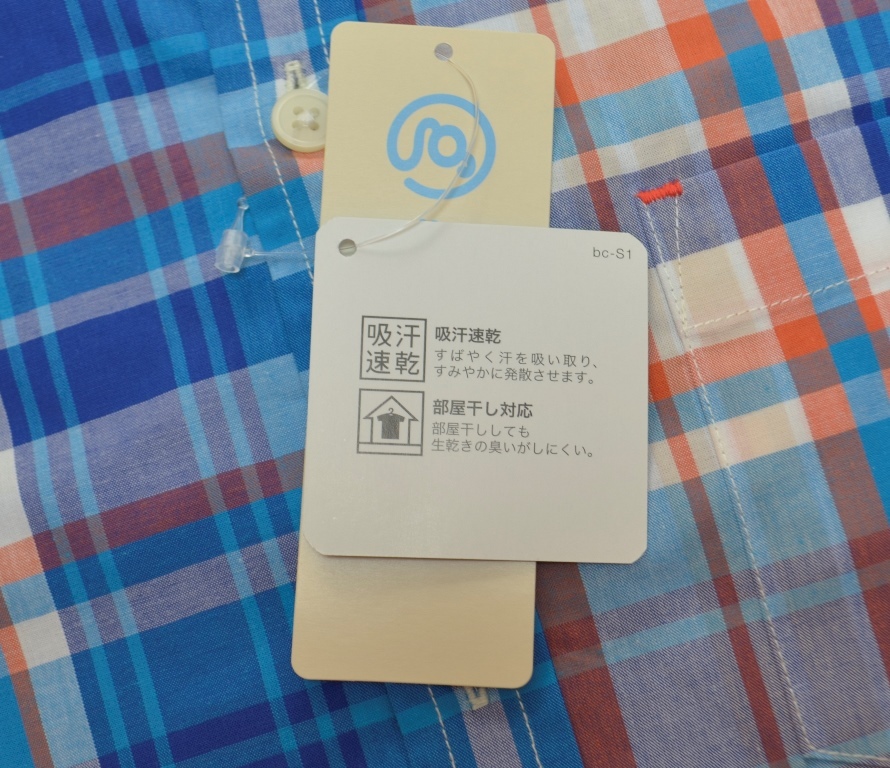 bc-S1
吸汗
速乾
吸汗速乾
すばやく汗を吸い取り、
すみやかに発散させます。
部屋干し対応
部屋干ししても
生乾きの臭いがしにくい。